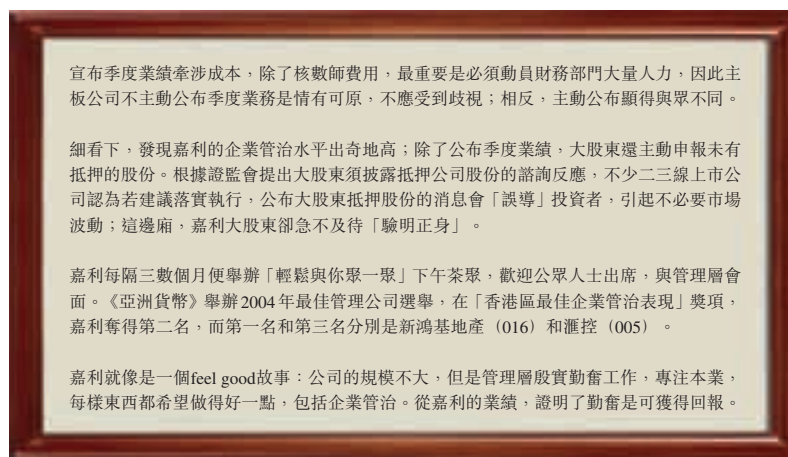 宣布季度業績牽涉成本，除了核數師費用，最重要是必須動員財務部門大量人力，因此主
板公司不主動公布季度業務是情有可原，不應受到歧視；相反，主動公布顯得與眾不同。
細看下，發現嘉利的企業管治水平出奇地高；除了公布季度業績，大股東還主動申報未有
抵押的股份。根據證監會提出大股東須披露抵押公司股份的諮詢反應，不少二三線上市公
司認為若建議落實執行，公布大股東抵押股份的消息會「誤導」投資者，引起不必要市場
波動；這邊廂，嘉利大股東卻急不及待「驗明正身」。
嘉利每隔三數個月便舉辦「輕鬆與你聚一聚」下午茶聚，歡迎公眾人士出席，與管理層會
面。《亞洲貨幣》舉辦2004年最佳管理公司選舉，在「香港區最佳企業管治表現」獎項，
嘉利奪得第二名，而第一名和第三名分別是新鴻基地產（016）和滙控（005）。
嘉利就像是一個feel good故事：公司的規模不大，但是管理層殷實勤奮工作，專注本業，
每樣東西都希望做得好一點，包括企業管治。從嘉利的業績，證明了勤奮是可獲得回報。